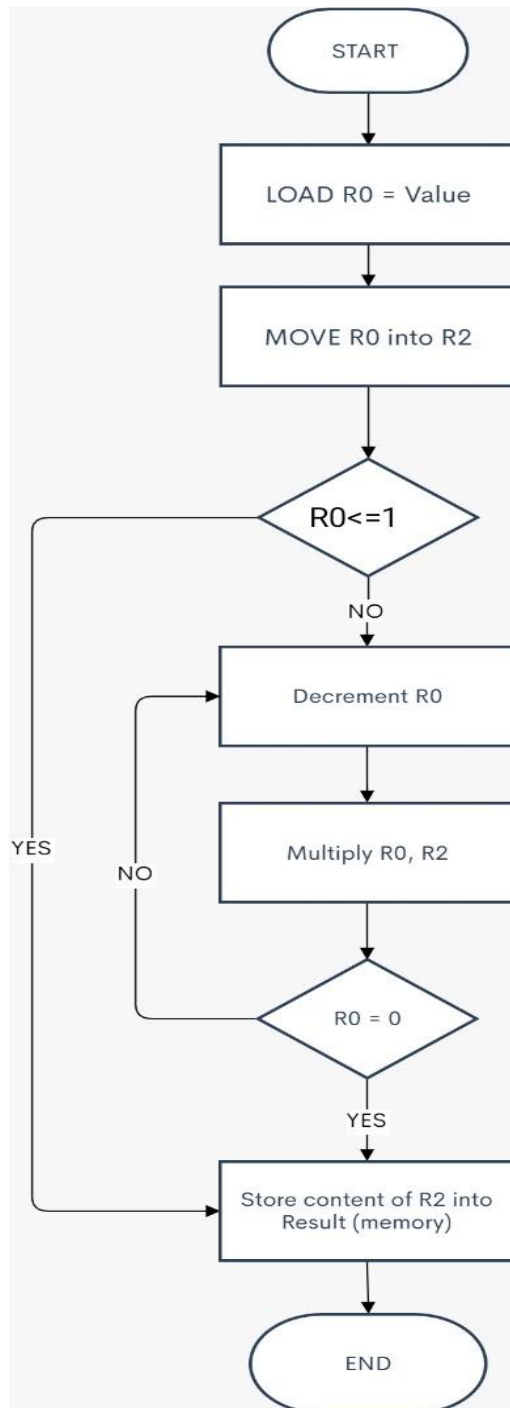 START
LOAD R0 = Value
MOVE R0 into R2
R0<=1
NO
Decrement R0
Multiply R0, R2
YES
NO
R0 = 0
YES
Store content of R2 into
Result (memory)
END